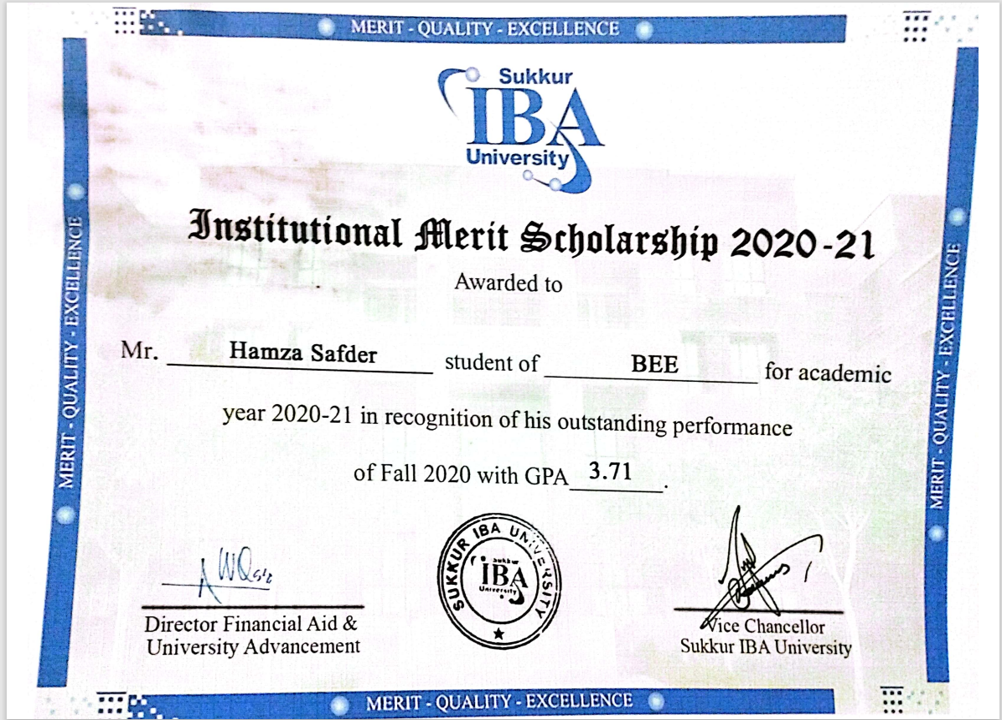 MERIT - QUALITY - EXCELLENCE
Sukkur
IBA
University
Institutional Merit Scholarship 2020-21
Awarded to
Mr. Hamza Safder student of BEE for academic
year 2020-21 in recognition of his outstanding performance
of Fall 2020 with GPA 3.71.
SUKKUR IBA UNIVERSITY
Sukkur
IBA
University
Director Financial Aid &
University Advancement
Vice Chancellor
Sukkur IBA University
MERIT - QUALITY - EXCELLENCE
MERIT - QUALITY - EXCELLENCE
MERIT - QUALITY - EXCELLENCE